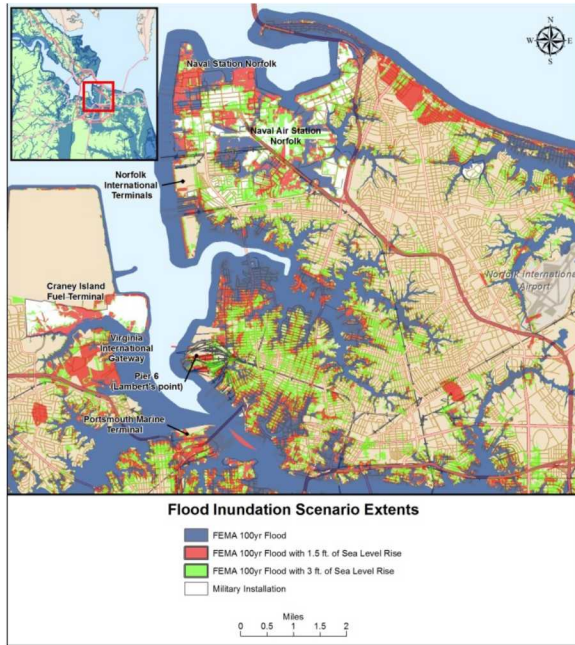 N
W E
S
Naval Station Norfolk
Naval Air Station
Norfolk
Norfolk
International
Terminals
Norfolk International
Airport
Craney Island
Fuel Terminal
Virginia
International
Gateway
Pier 6
(Lambert's point)
Portsmouth Marine
Terminal
Flood Inundation Scenario Extents
FEMA 100yr Flood
FEMA 100yr Flood with 1.5 ft. of Sea Level Rise
FEMA 100yr Flood with 3 ft. of Sea Level Rise
Military Installation
Miles
0 0.5 1 1.5 2